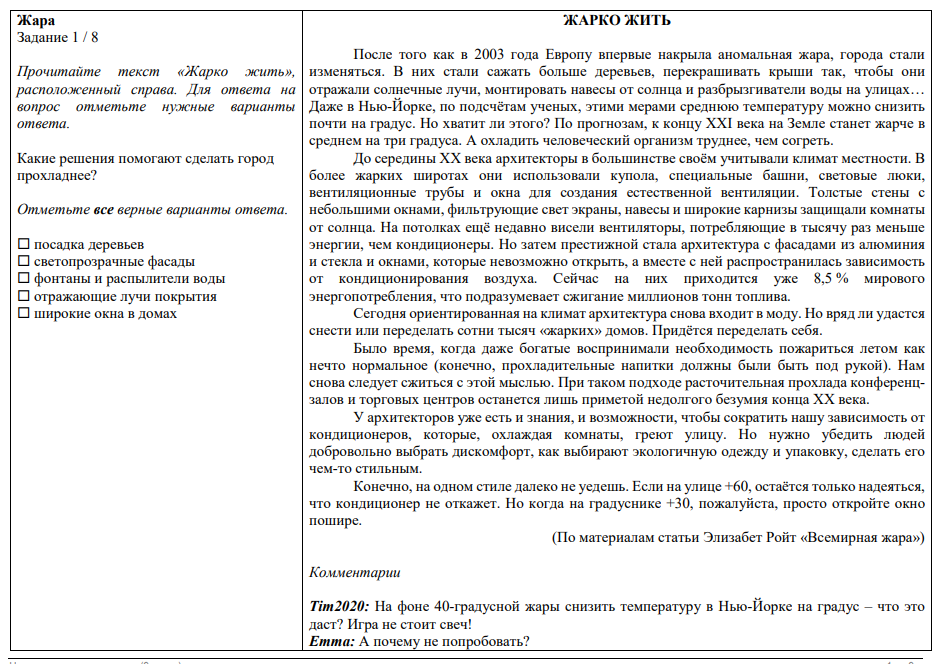 Жара
Задание 1 / 8
Прочитайте текст «Жарко жить»,
расположенный справа. Для ответа на
вопрос отметьте нужные варианты
ответа.
Какие решения помогают сделать город
прохладнее?
Отметьте все верные варианты ответа.
☐ посадка деревьев
☐ светопрозрачные фасады
☐ фонтаны и распылители воды
☐ отражающие лучи покрытия
☐ широкие окна в домах
ЖАРКО ЖИТЬ
После того как в 2003 года Европу впервые накрыла аномальная жара, города стали
изменяться. В них стали сажать больше деревьев, перекрашивать крыши так, чтобы они
отражали солнечные лучи, монтировать навесы от солнца и разбрызгиватели воды на улицах…
Даже в Нью-Йорке, по подсчётам ученых, этими мерами среднюю температуру можно снизить
почти на градус. Но хватит ли этого? По прогнозам, к концу XXI века на Земле станет жарче в
среднем на три градуса. А охладить человеческий организм труднее, чем согреть.
До середины XX века архитекторы в большинстве своём учитывали климат местности. В
более жарких широтах они использовали купола, специальные башни, световые люки,
вентиляционные трубы и окна для создания естественной вентиляции. Толстые стены с
небольшими окнами, фильтрующие свет экраны, навесы и широкие карнизы защищали комнаты
от солнца. На потолках ещё недавно висели вентиляторы, потребляющие в тысячу раз меньше
энергии, чем кондиционеры. Но затем престижной стала архитектура с фасадами из алюминия
и стекла и окнами, которые невозможно открыть, а вместе с ней распространилась зависимость
от кондиционирования воздуха. Сейчас на них приходится уже 8,5 % мирового
энергопотребления, что подразумевает сжигание миллионов тонн топлива.
Сегодня ориентированная на климат архитектура снова входит в моду. Но вряд ли удастся
снести или переделать сотни тысяч «жарких» домов. Придётся переделать себя.
Было время, когда даже богатые воспринимали необходимость пожариться летом как
нечто нормальное (конечно, прохладительные напитки должны были быть под рукой). Нам
снова следует сжиться с этой мыслью. При таком подходе расточительная прохлада конференц-
залов и торговых центров останется лишь приметой недолгого безумия конца XX века.
У архитекторов уже есть и знания, и возможности, чтобы сократить нашу зависимость от
кондиционеров, которые, охлаждая комнаты, греют улицу. Но нужно убедить людей
добровольно выбрать дискомфорт, как выбирают экологичную одежду и упаковку, сделать его
чем-то стильным.
Конечно, на одном стиле далеко не уедешь. Если на улице +60, остаётся только надеяться,
что кондиционер не откажет. Но когда на градуснике +30, пожалуйста, просто откройте окно
пошире.
(По материалам статьи Элизабет Ройт «Всемирная жара»)
Комментарии
Tim2020: На фоне 40-градусной жары снизить температуру в Нью-Йорке на градус – что это
даст? Игра не стоит свеч!
Emma: А почему не попробовать?